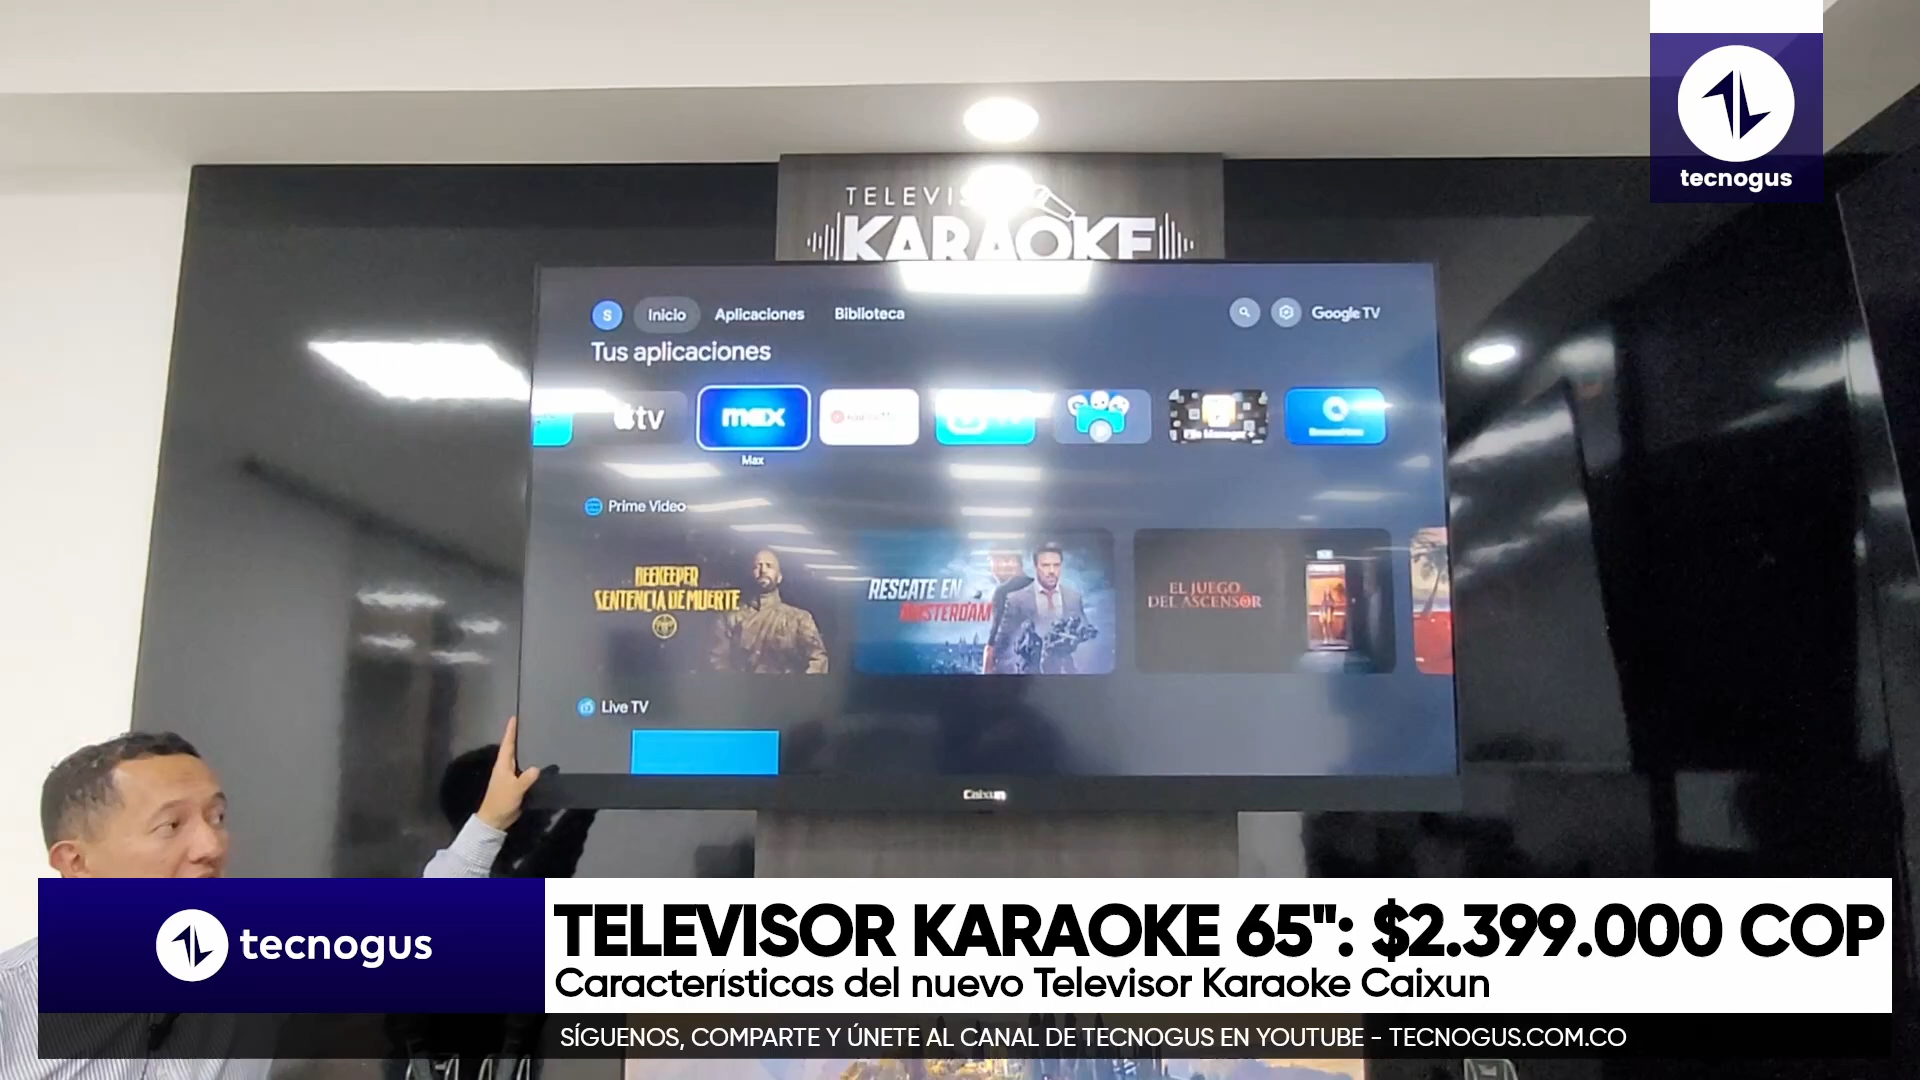 tecnogus
TELEVIS
KARAOKE
S
Inicio
Aplicaciones
Biblioteca
Google TV
Tus aplicaciones
tv
max
Max
File Manager
Prime Video
BEEKEEPER
SENTENCIA DE MUERTE
RESCATE EN
AMSTERDAM
EL JUEGO
DEL ASCENSOR
Live TV
Caixun
tecnogus
TELEVISOR KARAOKE 65": $2.399.000 COP
Características del nuevo Televisor Karaoke Caixun
SÍGUENOS, COMPARTE Y ÚNETE AL CANAL DE TECNOGUS EN YOUTUBE - TECNOGUS.COM.CO